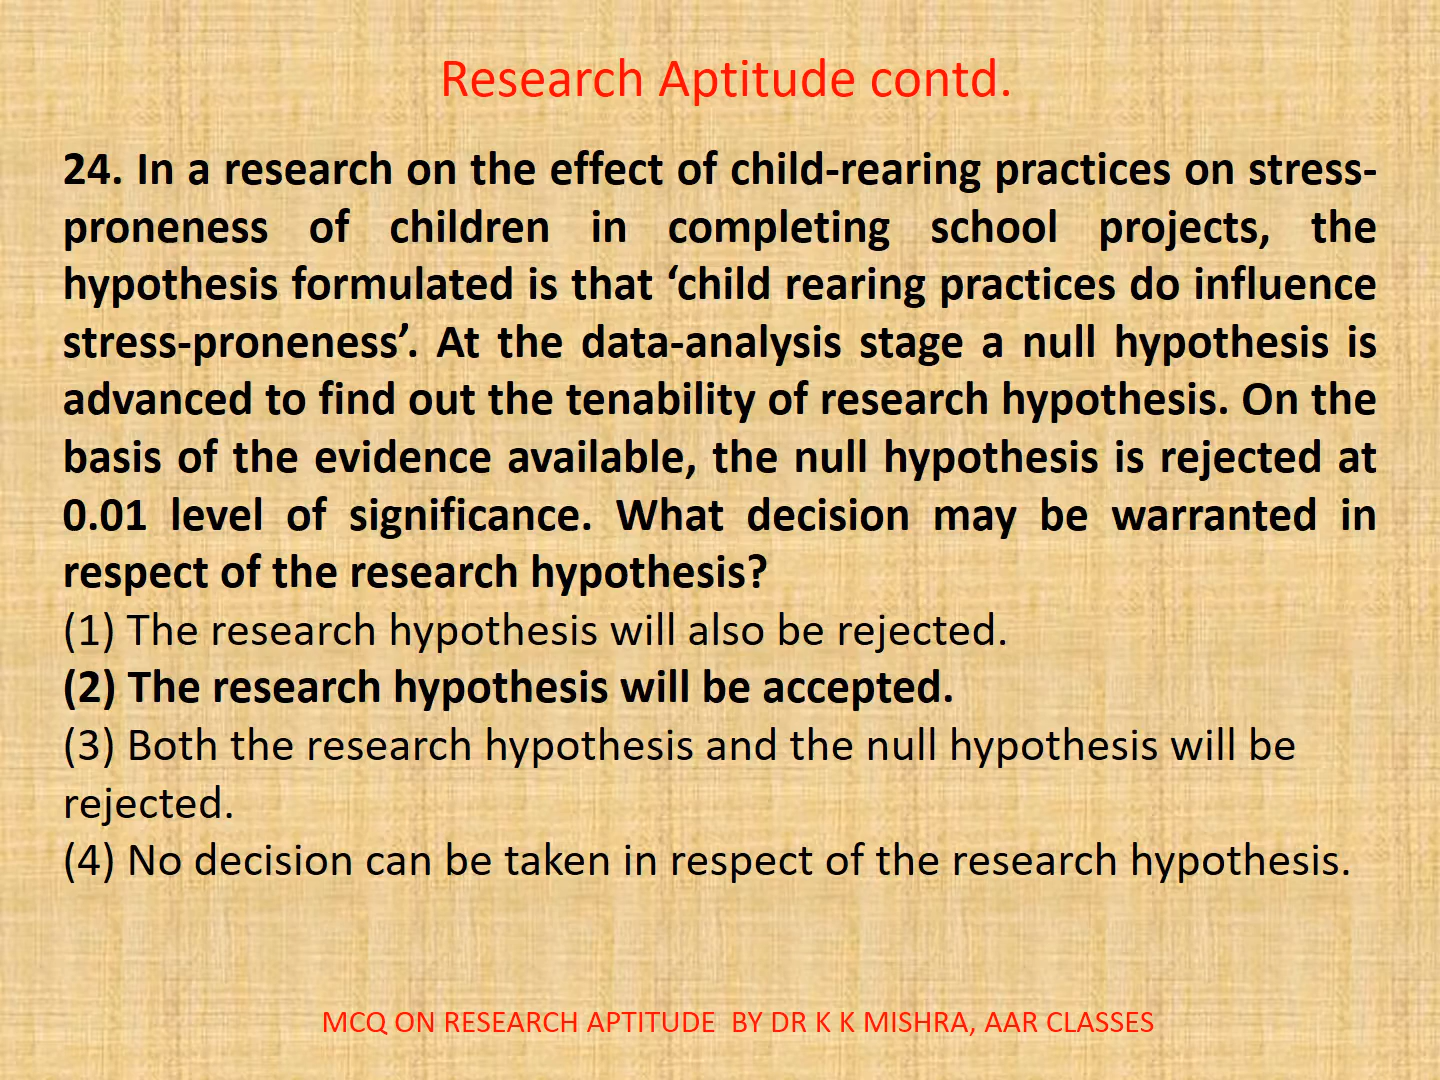 Research Aptitude contd.
24. In a research on the effect of child-rearing practices on stress-
proneness of children in completing school projects, the
hypothesis formulated is that ‘child rearing practices do influence
stress-proneness’. At the data-analysis stage a null hypothesis is
advanced to find out the tenability of research hypothesis. On the
basis of the evidence available, the null hypothesis is rejected at
0.01 level of significance. What decision may be warranted in
respect of the research hypothesis?
(1) The research hypothesis will also be rejected.
(2) The research hypothesis will be accepted.
(3) Both the research hypothesis and the null hypothesis will be
rejected.
(4) No decision can be taken in respect of the research hypothesis.
MCQ ON RESEARCH APTITUDE BY DR K K MISHRA, AAR CLASSES